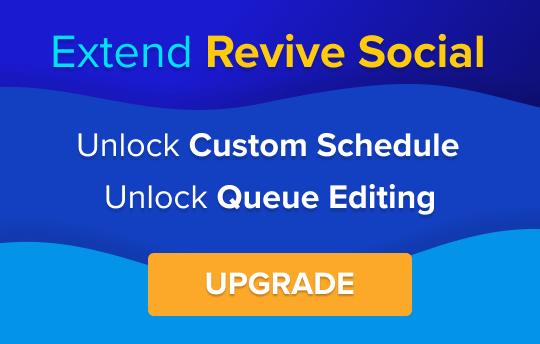 Extend Revive Social
Unlock Custom Schedule
Unlock Queue Editing
UPGRADE